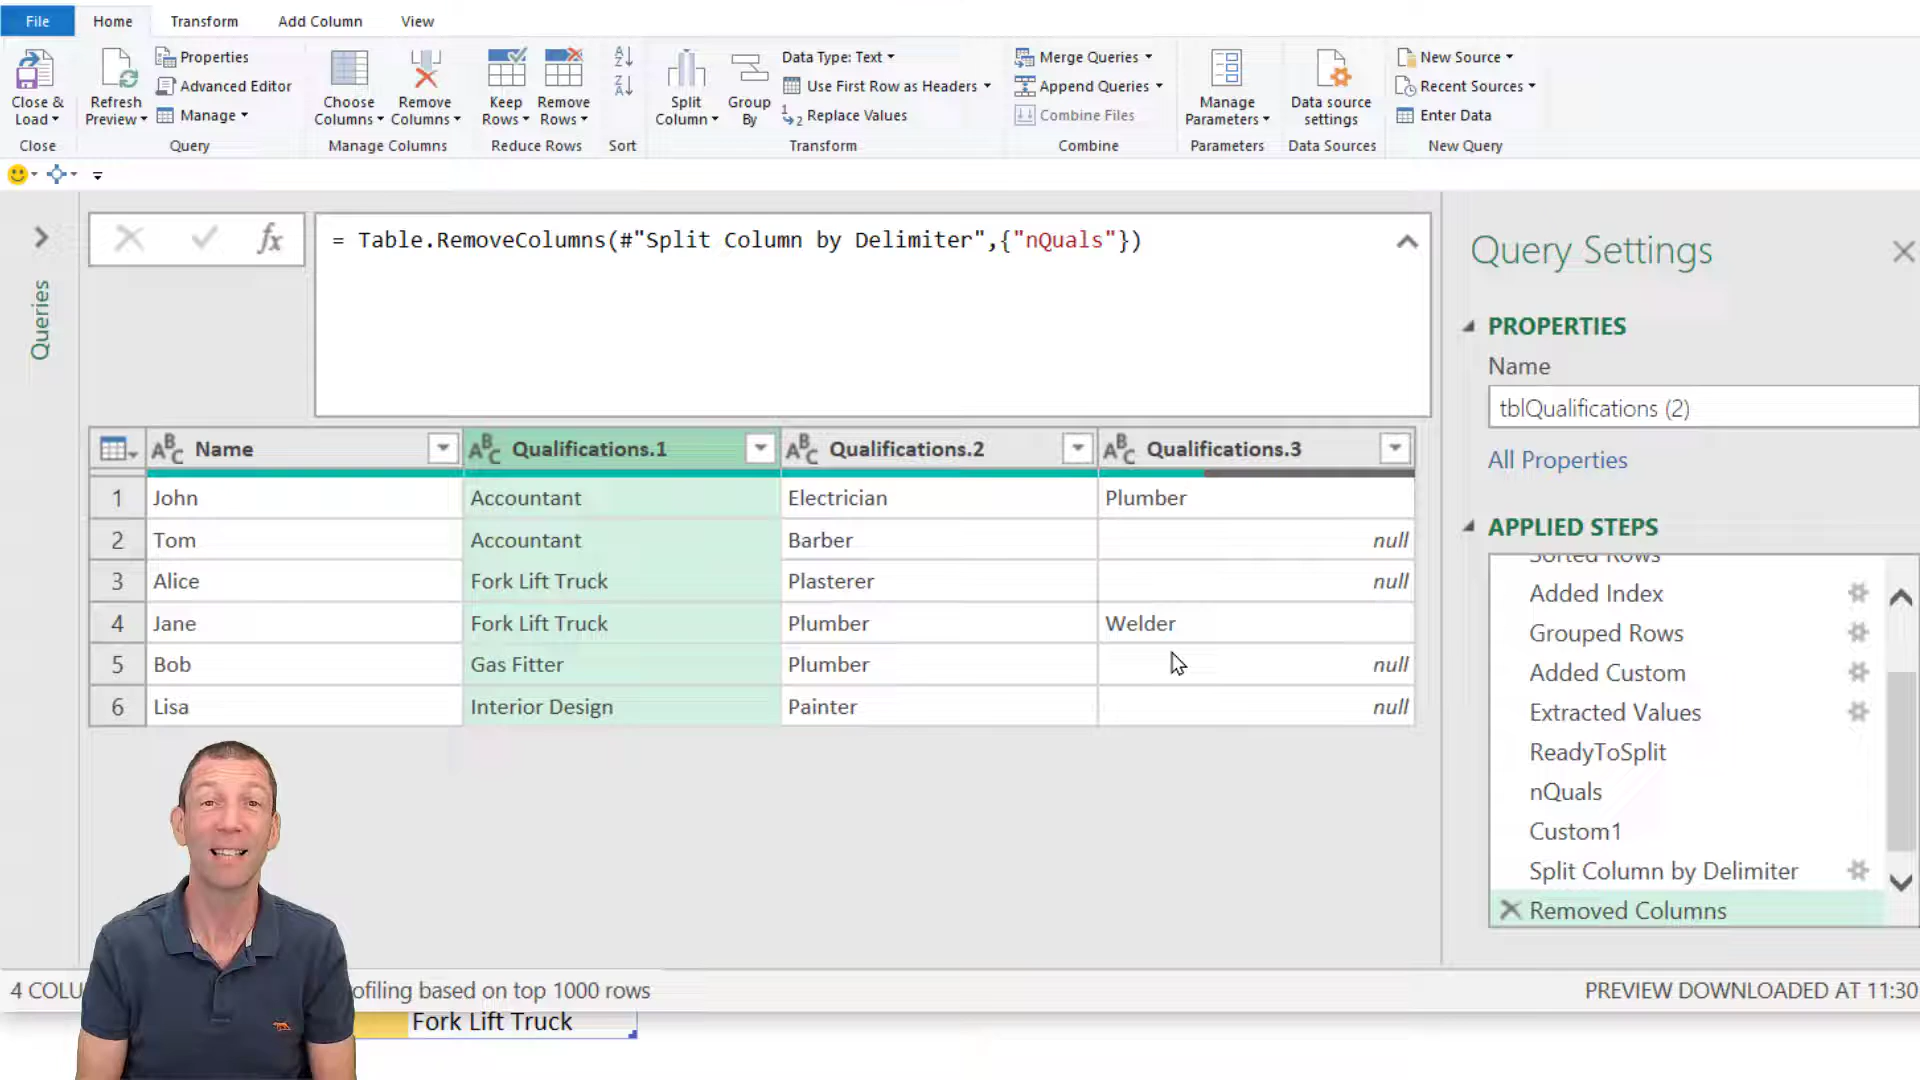 File Home Transform Add Column View
Close & Load
Refresh Preview
Properties
Advanced Editor
Manage
Choose Columns
Remove Columns
Keep Rows
Remove Rows
Split Column
Group By
Data Type: Text
Use First Row as Headers
Replace Values
Merge Queries
Append Queries
Combine Files
Manage Parameters
Data source settings
New Source
Recent Sources
Enter Data
Close Query Manage Columns Reduce Rows Sort Transform Combine Parameters Data Sources New Query
Queries
fx
= Table.RemoveColumns(#"Split Column by Delimiter",{"nQuals"})
Name Qualifications.1 Qualifications.2 Qualifications.3
1 John Accountant Electrician Plumber
2 Tom Accountant Barber null
3 Alice Fork Lift Truck Plasterer null
4 Jane Fork Lift Truck Plumber Welder
5 Bob Gas Fitter Plumber null
6 Lisa Interior Design Painter null
Query Settings
PROPERTIES
Name
tblQualifications (2)
All Properties
APPLIED STEPS
Sorted Rows
Added Index
Grouped Rows
Added Custom
Extracted Values
ReadyToSplit
nQuals
Custom1
Split Column by Delimiter
Removed Columns
4 COLU
ofiling based on top 1000 rows
PREVIEW DOWNLOADED AT 11:30
Fork Lift Truck